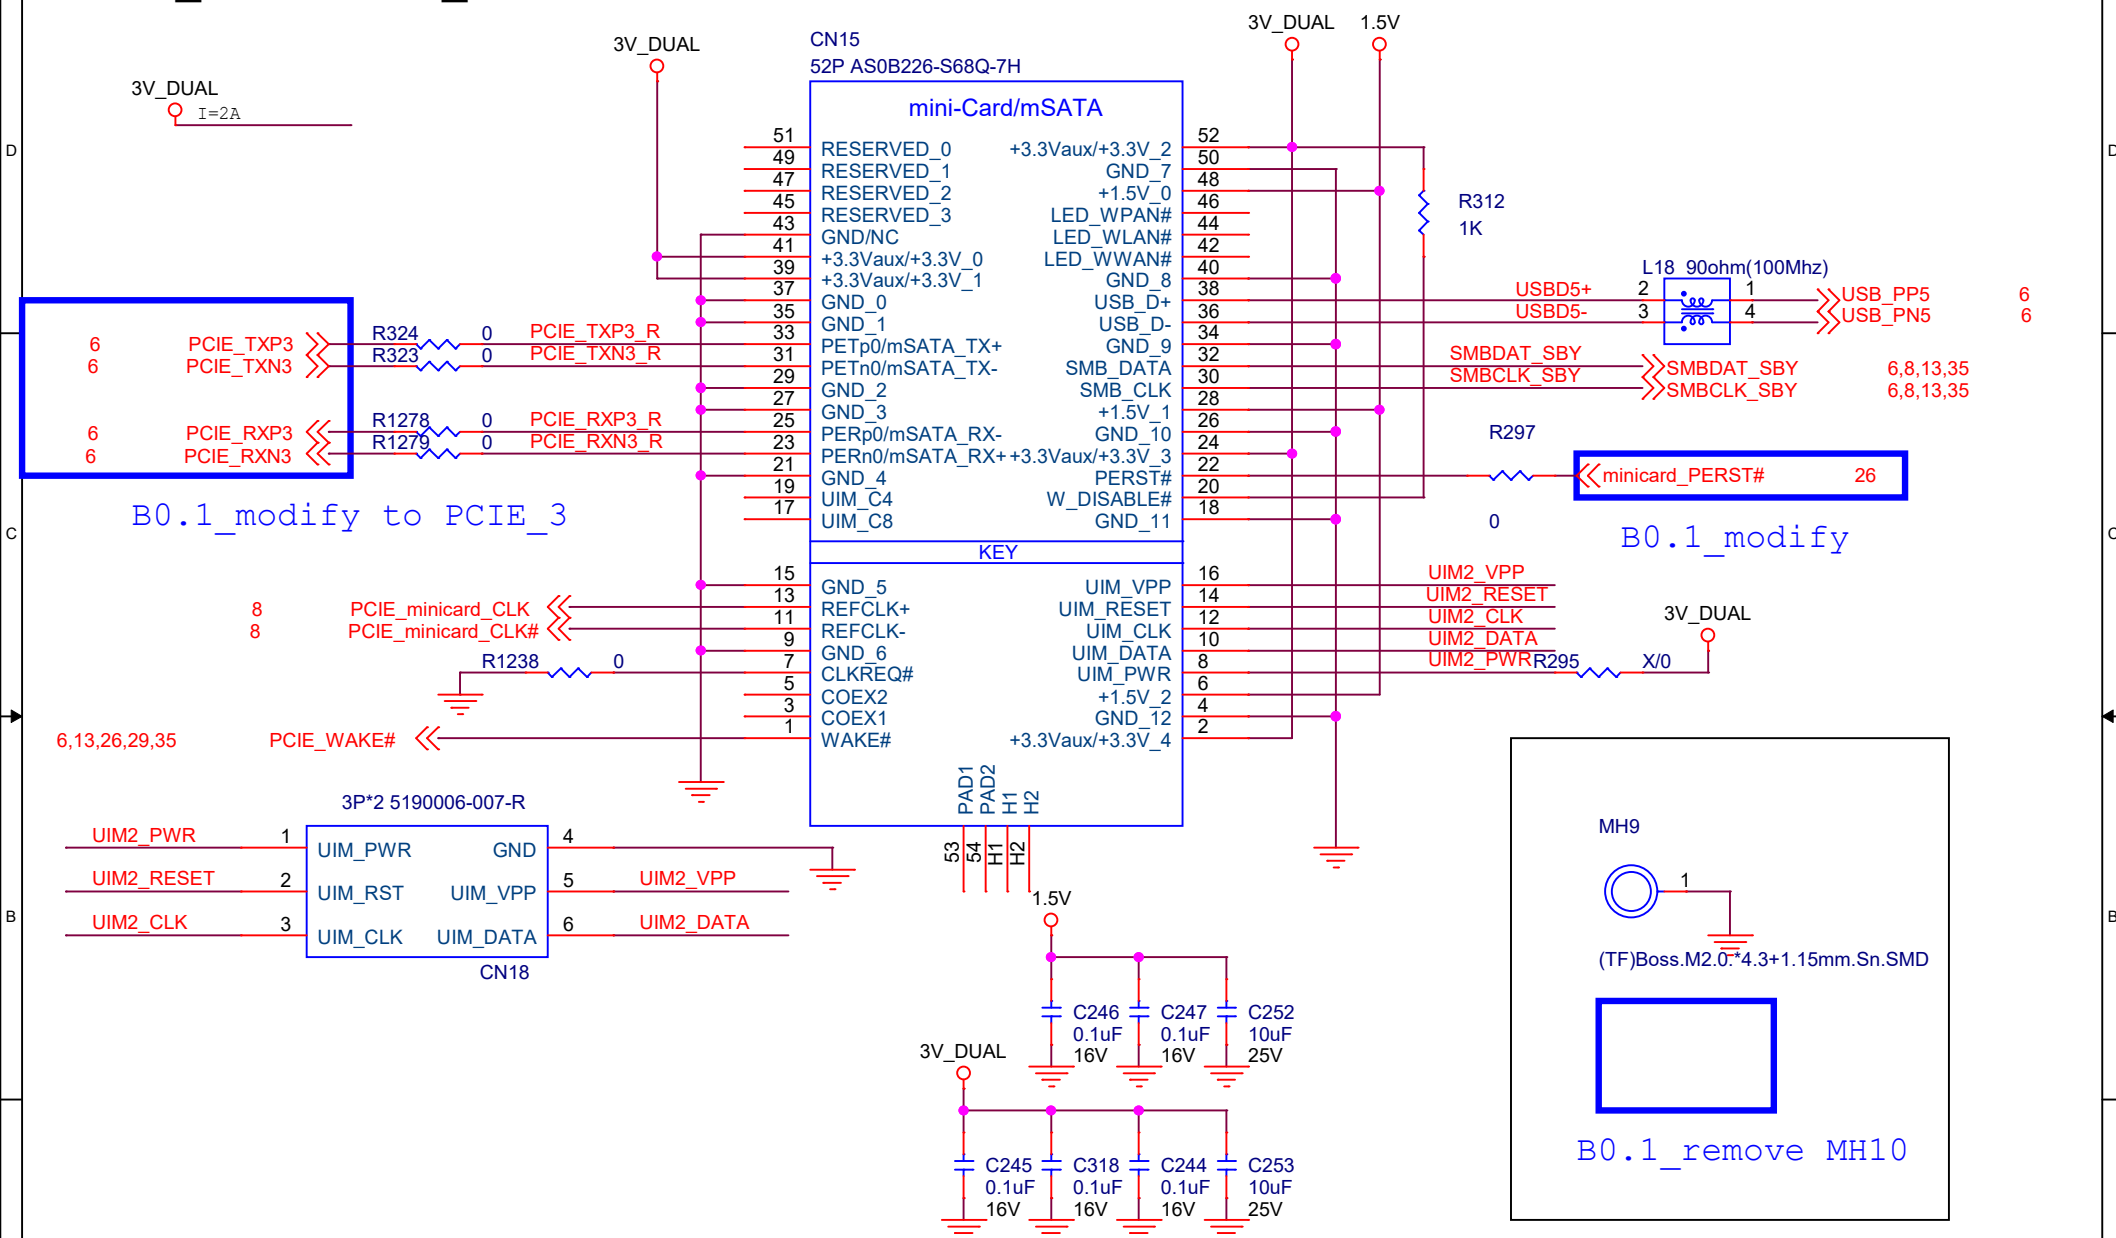 3V_DUAL
I=2A
3V_DUAL
CN15
52P AS0B226-S68Q-7H
3V_DUAL
1.5V
mini-Card/mSATA
51 RESERVED_0
49 RESERVED_1
47 RESERVED_2
45 RESERVED_3
43 GND/NC
41 +3.3Vaux/+3.3V_0
39 +3.3Vaux/+3.3V_1
37 GND_0
35 GND_1
33 PETp0/mSATA_TX+
31 PETn0/mSATA_TX-
29 GND_2
27 GND_3
25 PERp0/mSATA_RX-
23 PERn0/mSATA_RX+
21 GND_4
19 UIM_C4
17 UIM_C8
+3.3Vaux/+3.3V_2 52
GND_7 50
+1.5V_0 48
LED_WPAN# 46
LED_WLAN# 44
LED_WWAN# 42
GND_8 40
USB_D+ 38
USB_D- 36
GND_9 34
SMB_DATA 32
SMB_CLK 30
+1.5V_1 28
GND_10 26
+3.3Vaux/+3.3V_3 24
PERST# 22
W_DISABLE# 20
GND_11 18
KEY
15 GND_5
13 REFCLK+
11 REFCLK-
9 GND_6
7 CLKREQ#
5 COEX2
3 COEX1
1 WAKE#
UIM_VPP 16
UIM_RESET 14
UIM_CLK 12
UIM_DATA 10
UIM_PWR 8
+1.5V_2 6
GND_12 4
+3.3Vaux/+3.3V_4 2
PAD1
PAD2
H1
H2
53
54
H1
H2
6 PCIE_TXP3 R324 0 PCIE_TXP3_R
6 PCIE_TXN3 R323 0 PCIE_TXN3_R
6 PCIE_RXP3 R1278 0 PCIE_RXP3_R
6 PCIE_RXN3 R1279 0 PCIE_RXN3_R
B0.1_modify to PCIE_3
8 PCIE_minicard_CLK
8 PCIE_minicard_CLK#
R1238 0
6,13,26,29,35 PCIE_WAKE#
R312
1K
L18 90ohm(100Mhz)
USBD5+ 2 1 USB_PP5 6
USBD5- 3 4 USB_PN5 6
SMBDAT_SBY SMBDAT_SBY 6,8,13,35
SMBCLK_SBY SMBCLK_SBY 6,8,13,35
R297
minicard_PERST# 26
0
B0.1_modify
UIM2_VPP
UIM2_RESET
UIM2_CLK
UIM2_DATA
UIM2_PWR R295 X/0
3V_DUAL
3P*2 5190006-007-R
UIM2_PWR 1 UIM_PWR GND 4
UIM2_RESET 2 UIM_RST UIM_VPP 5 UIM2_VPP
UIM2_CLK 3 UIM_CLK UIM_DATA 6 UIM2_DATA
CN18
1.5V
C246 C247 C252
0.1uF 0.1uF 10uF
16V 16V 25V
3V_DUAL
C245 C318 C244 C253
0.1uF 0.1uF 0.1uF 10uF
16V 16V 16V 25V
MH9
1
(TF)Boss.M2.0.*4.3+1.15mm.Sn.SMD
B0.1_remove MH10
D
D
C
C
B
B